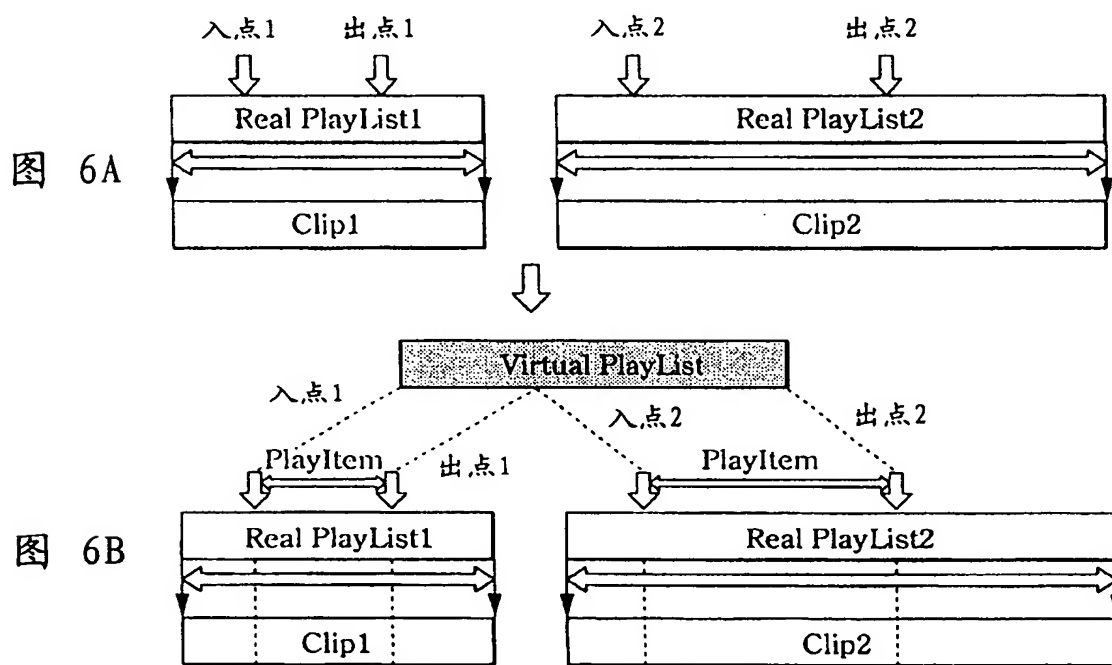 入点1 出点1 入点2 出点2
Real PlayList1 Real PlayList2
图 6A
Clip1 Clip2
Virtual PlayList
入点1 入点2 出点2
PlayItem 出点1 PlayItem
Real PlayList1 Real PlayList2
图 6B
Clip1 Clip2